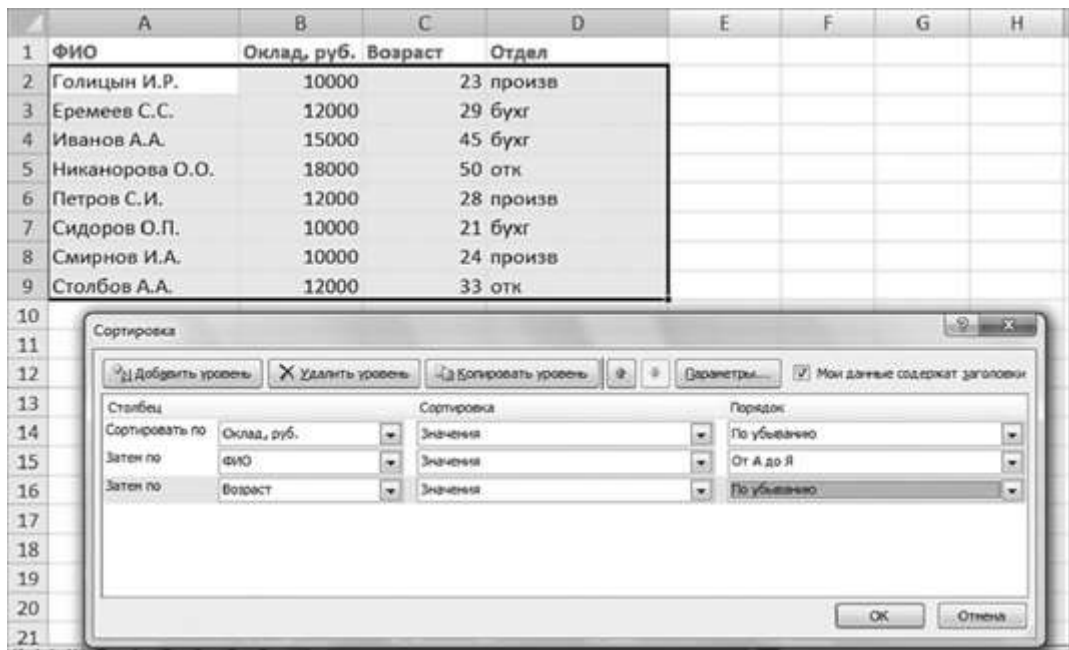 A B C D E F G H
1 ФИО Оклад, руб. Возраст Отдел
2 Голицын И.Р. 10000 23 произв
3 Еремеев С.С. 12000 29 бухг
4 Иванов А.А. 15000 45 бухг
5 Никанорова О.О. 18000 50 отк
6 Петров С.И. 12000 28 произв
7 Сидоров О.П. 10000 21 бухг
8 Смирнов И.А. 10000 24 произв
9 Столбов А.А. 12000 33 отк
10
Сортировка
11
12 Добавить уровень Удалить уровень Копировать уровень Параметры... Мои данные содержат заголовки
13 Столбец Сортировка Порядок
14 Сортировать по Оклад, руб. Значения По убыванию
15 Затем по ФИО Значения От А до Я
16 Затем по Возраст Значения По убыванию
17
18
19
20 ОК Отмена
21